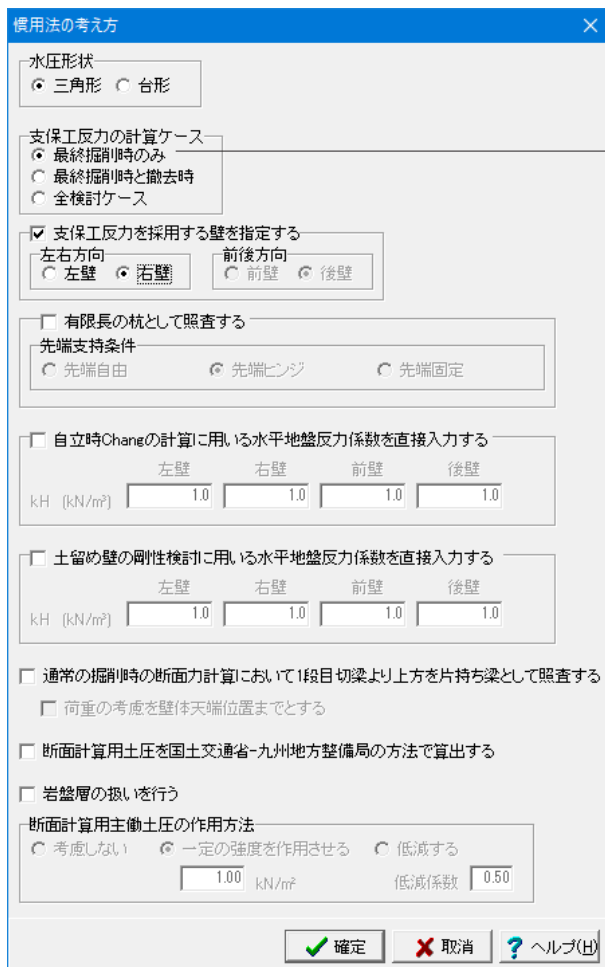 慣用法の考え方
水圧形状
三角形 台形
支保工反力の計算ケース
最終掘削時のみ
最終掘削時と撤去時
全検討ケース
支保工反力を採用する壁を指定する
左右方向 前後方向
左壁 右壁 前壁 後壁
有限長の杭として照査する
先端支持条件
先端自由 先端ヒンジ 先端固定
自立時Changの計算に用いる水平地盤反力係数を直接入力する
左壁 右壁 前壁 後壁
kH (kN/m³) 1.0 1.0 1.0 1.0
土留め壁の剛性検討に用いる水平地盤反力係数を直接入力する
左壁 右壁 前壁 後壁
kH (kN/m³) 1.0 1.0 1.0 1.0
通常の掘削時の断面力計算において1段目切梁より上方を片持ち梁として照査する
荷重の考慮を壁体天端位置までとする
断面計算用土圧を国土交通省-九州地方整備局の方法で算出する
岩盤層の扱いを行う
断面計算用主働土圧の作用方法
考慮しない 一定の強度を作用させる 低減する
1.00 kN/m² 低減係数 0.50
確定 取消 ヘルプ(H)